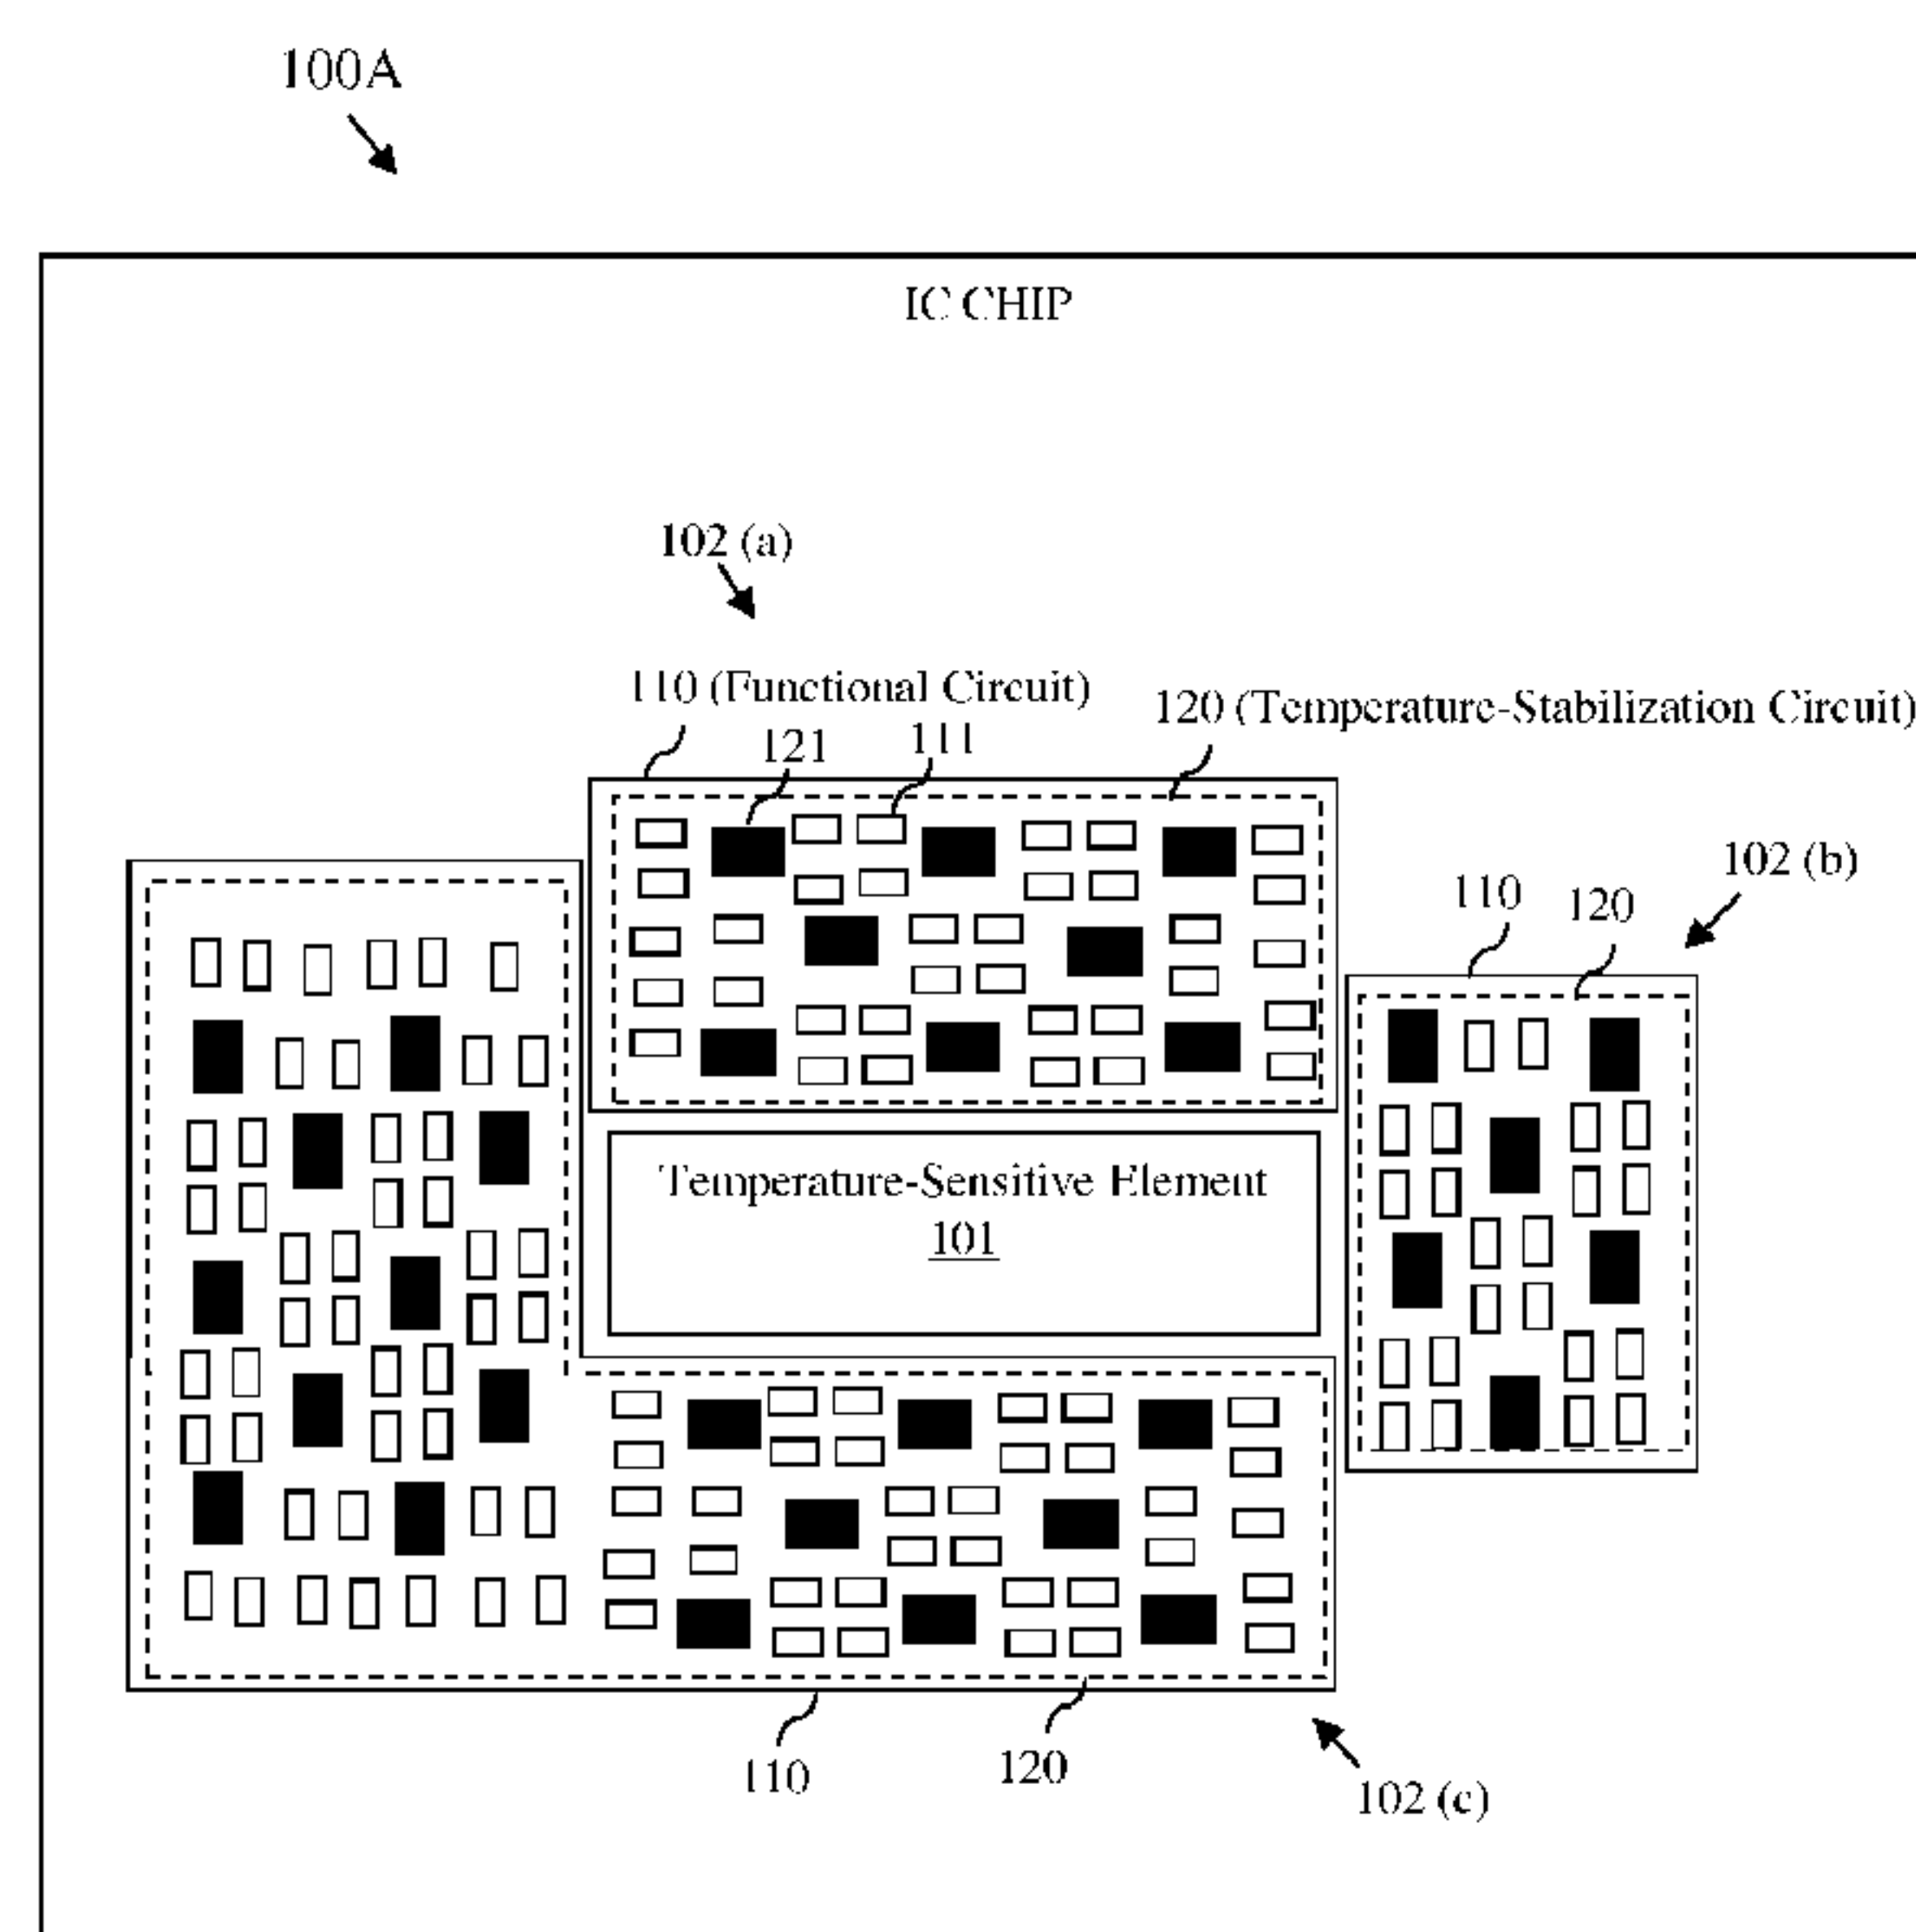 100A
IC CHIP
102 (a)
110 (Functional Circuit)
120 (Temperature-Stabilization Circuit)
121
111
102 (b)
110
120
Temperature-Sensitive Element
101
110
120
102 (c)